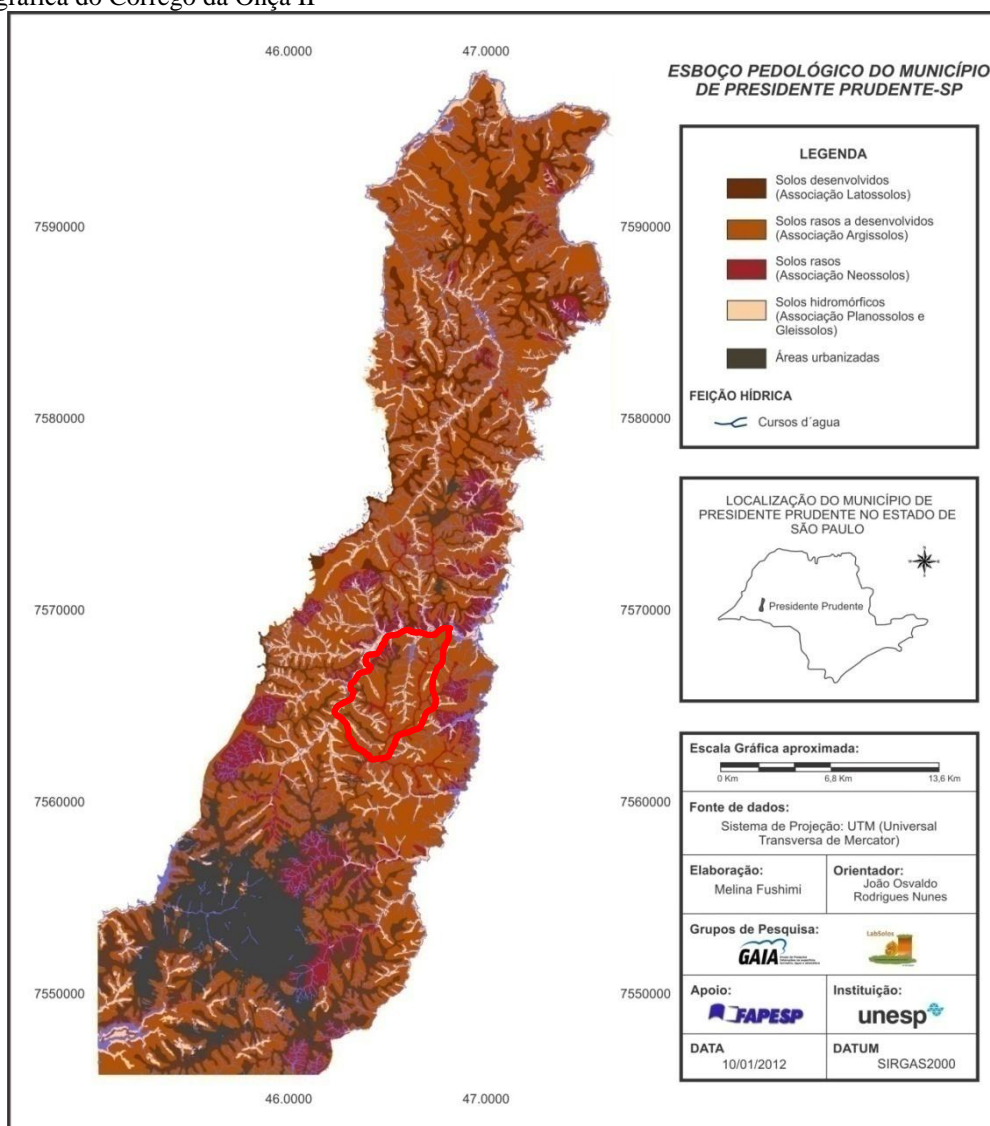 gráfica do Córrego da Onça II
46.0000 47.0000
ESBOÇO PEDOLÓGICO DO MUNICÍPIO
DE PRESIDENTE PRUDENTE-SP
LEGENDA
Solos desenvolvidos
(Associação Latossolos)
Solos rasos a desenvolvidos
(Associação Argissolos)
Solos rasos
(Associação Neossolos)
Solos hidromórficos
(Associação Planossolos e
Gleissolos)
Áreas urbanizadas
FEIÇÃO HÍDRICA
Cursos d´agua
7590000 7590000
7580000 7580000
7570000 7570000
7560000 7560000
7550000 7550000
46.0000 47.0000
LOCALIZAÇÃO DO MUNICÍPIO DE
PRESIDENTE PRUDENTE NO ESTADO DE
SÃO PAULO
Presidente Prudente
Escala Gráfica aproximada:
0 Km 6,8 Km 13,6 Km
Fonte de dados:
Sistema de Projeção: UTM (Universal
Transversa de Mercator)
Elaboração:
Melina Fushimi
Orientador:
João Osvaldo
Rodrigues Nunes
Grupos de Pesquisa:
GAIA
LabSolos
Apoio:
FAPESP
Instituição:
unesp
DATA
10/01/2012
DATUM
SIRGAS2000